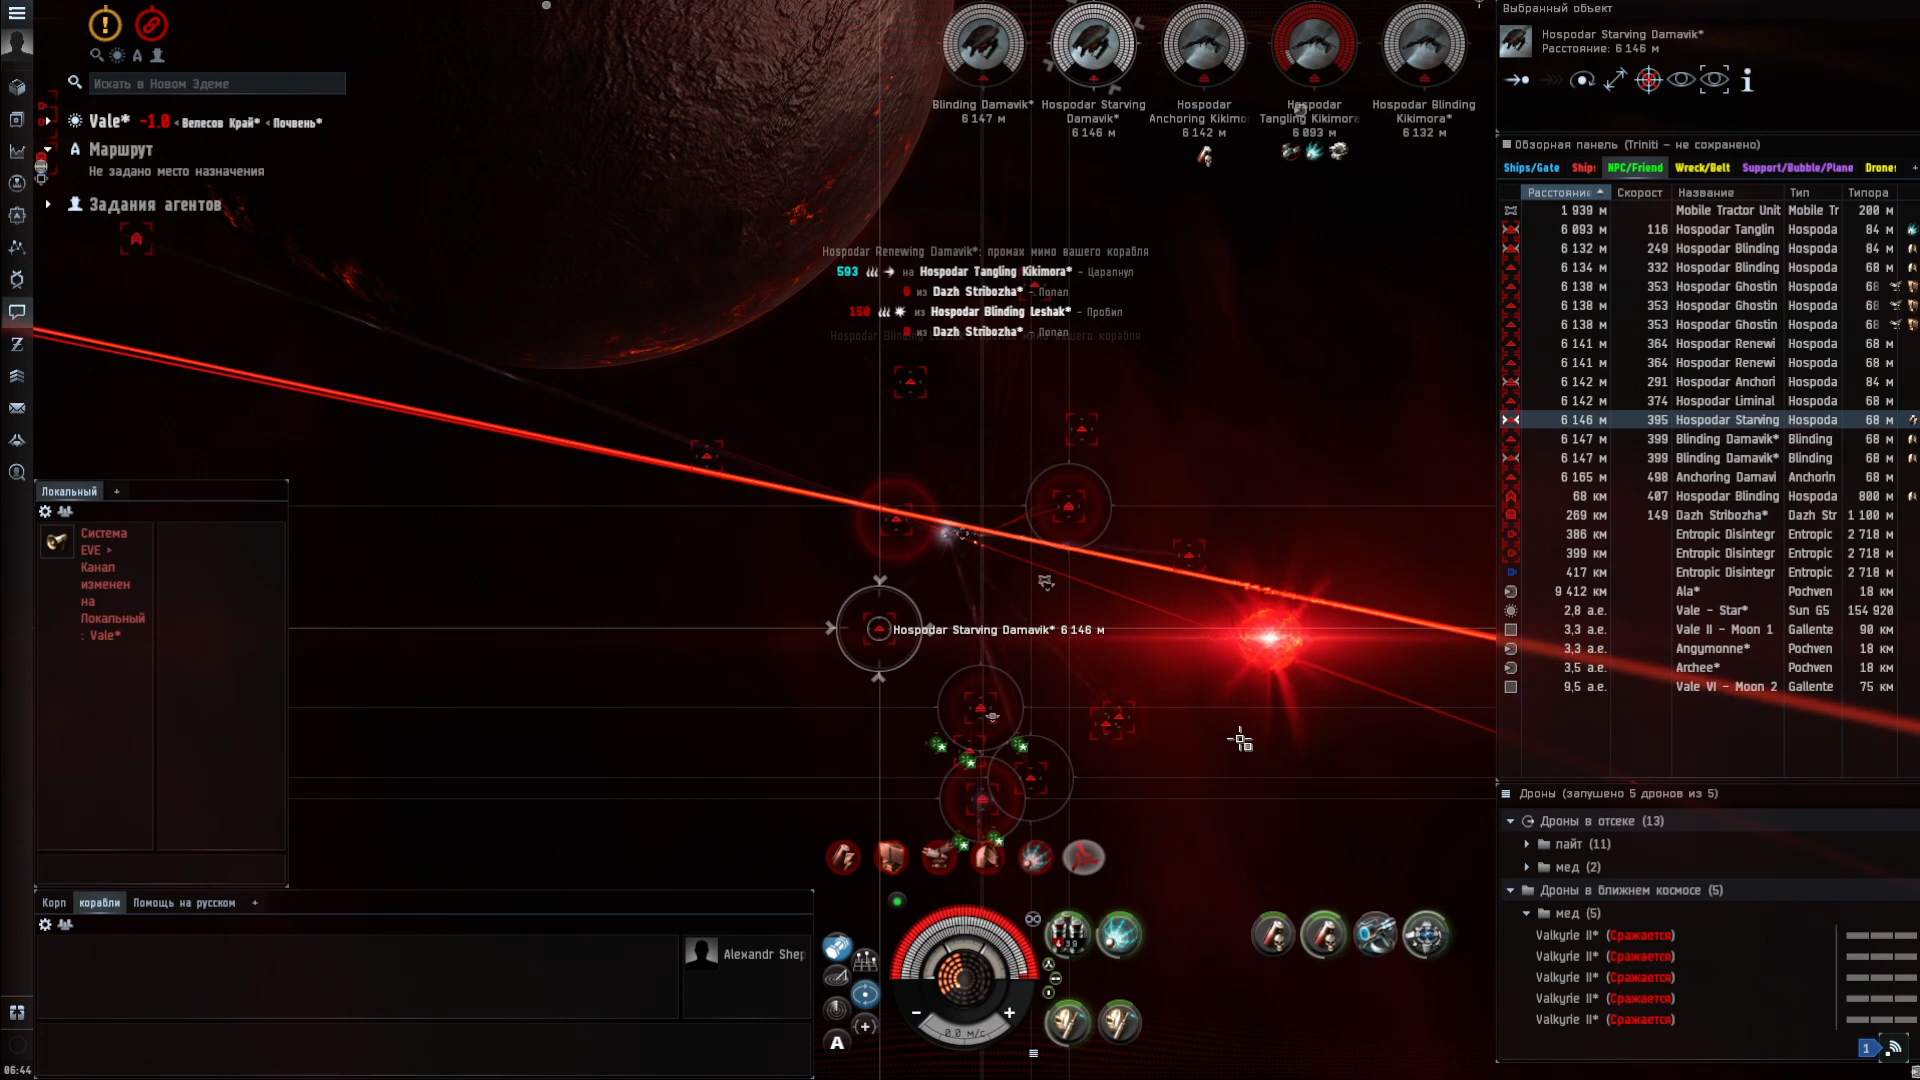 Искать в Новом Эдеме
Vale* -1.0 < Велесов Край* < Почвень*
Маршрут
Не задано место назначения
Задания агентов
Blinding Damavik*
6 147 м
Hospodar Starving
Damavik*
6 146 м
Hospodar
Anchoring Kikimo
6 142 м
Hospodar
Tangling Kikimora
6 093 м
Hospodar Blinding
Kikimora*
6 132 м
Hospodar Renewing Damavik*: промах мимо вашего корабля
593 на Hospodar Tangling Kikimora* - Царапнул
0 из Dazh Stribozha* - Попал
150 из Hospodar Blinding Leshak* - Пробил
0 из Dazh Stribozha* - Попал
Hospodar Starving Damavik* 6 146 м
Выбранный объект
Hospodar Starving Damavik*
Расстояние: 6 146 м
Обзорная панель (Triniti - не сохранено)
Ships/Gate Ship: NPC/Friend Wreck/Belt Support/Bubble/Plane Drone: +
Расстояние Скорост Название Тип Типора
1 939 м Mobile Tractor Unit Mobile Tr 200 м
6 093 м 116 Hospodar Tanglin Hospoda 84 м
6 132 м 249 Hospodar Blinding Hospoda 84 м
6 134 м 332 Hospodar Blinding Hospoda 68 м
6 138 м 353 Hospodar Ghostin Hospoda 68
6 138 м 353 Hospodar Ghostin Hospoda 68
6 138 м 353 Hospodar Ghostin Hospoda 68
6 141 м 364 Hospodar Renewi Hospoda 68 м
6 141 м 364 Hospodar Renewi Hospoda 68 м
6 142 м 291 Hospodar Anchori Hospoda 84 м
6 142 м 374 Hospodar Liminal Hospoda 68 м
6 146 м 395 Hospodar Starving Hospoda 68 м
6 147 м 399 Blinding Damavik* Blinding 68 м
6 147 м 399 Blinding Damavik* Blinding 68 м
6 165 м 498 Anchoring Damavi Anchorin 68 м
68 км 407 Hospodar Blinding Hospoda 800 м
269 км 149 Dazh Stribozha* Dazh Str 1 100 м
386 км Entropic Disintegr Entropic 2 718 м
399 км Entropic Disintegr Entropic 2 718 м
417 км Entropic Disintegr Entropic 2 718 м
9 412 км Ala* Pochven 18 км
2,8 а.е. Vale - Star* Sun G5 154 920
3,3 а.е. Vale II - Moon 1 Gallente 90 км
3,3 а.е. Angymonne* Pochven 18 км
3,5 а.е. Archee* Pochven 18 км
9,5 а.е. Vale VI - Moon 2 Gallente 75 км
Дроны (запущено 5 дронов из 5)
Дроны в отсеке (13)
лайт (11)
мед (2)
Дроны в ближнем космосе (5)
мед (5)
Valkyrie II* (Сражается)
Valkyrie II* (Сражается)
Valkyrie II* (Сражается)
Valkyrie II* (Сражается)
Valkyrie II* (Сражается)
1
Локальный +
Система
EVE >
Канал
изменен
на
Локальный
: Vale*
Корп корабли Помощь на русском +
Alexandr Shep
0,0 м/с
A
06:44